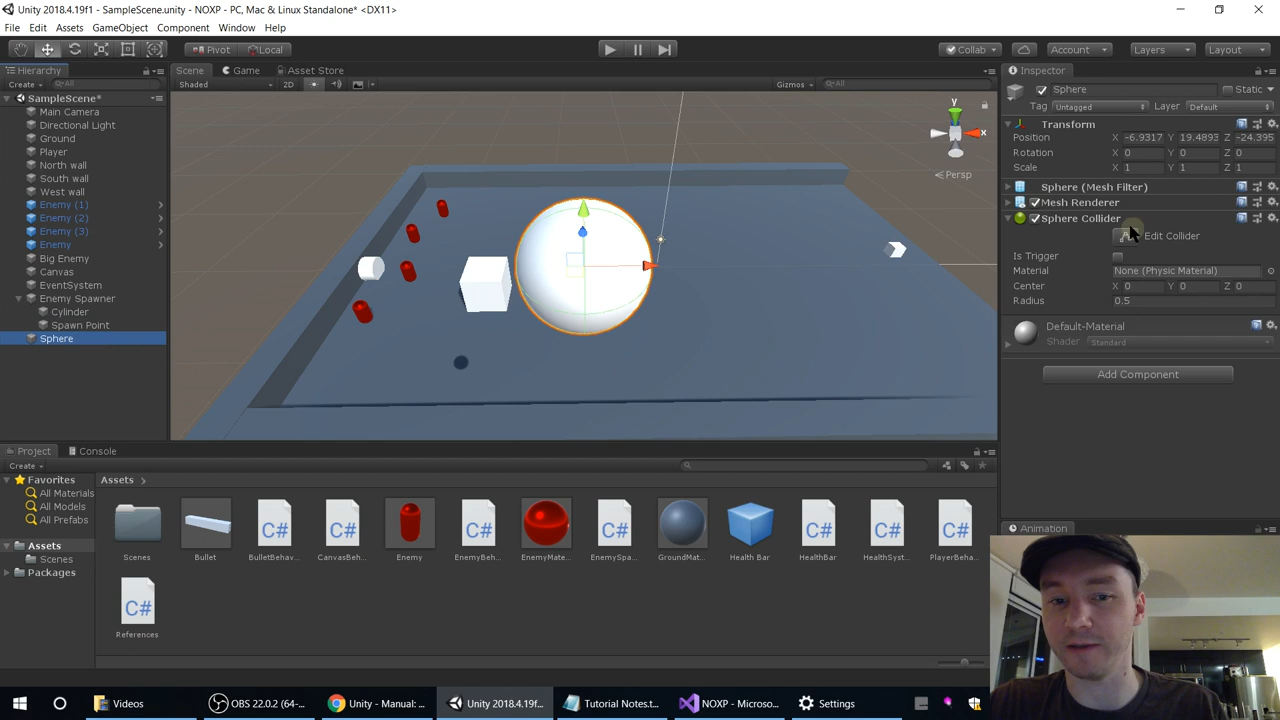 Unity 2018.4.19f1 - SampleScene.unity - NOXP - PC, Mac & Linux Standalone* <DX11>
File Edit Assets GameObject Component Window Help
Pivot Local Collab Account Layers Layout
Hierarchy
Create All
SampleScene*
Main Camera
Directional Light
Ground
Player
North wall
South wall
West wall
Enemy (1)
Enemy (2)
Enemy (3)
Enemy
Big Enemy
Canvas
EventSystem
Enemy Spawner
Cylinder
Spawn Point
Sphere
Scene Game Asset Store
Shaded 2D Gizmos All
y
x
Persp
Inspector
Sphere Static
Tag Untagged Layer Default
Transform
Position X -6.9317 Y 19.4893 Z -24.395
Rotation X 0 Y 0 Z 0
Scale X 1 Y 1 Z 1
Sphere (Mesh Filter)
Mesh Renderer
Sphere Collider
Edit Collider
Is Trigger
Material None (Physic Material)
Center X 0 Y 0 Z 0
Radius 0.5
Default-Material
Shader Standard
Add Component
Animation
Project Console
Create
Favorites
All Materials
All Models
All Prefabs
Assets
Scenes
Packages
Assets
C# C# C# C# C# C# C#
Scenes Bullet BulletBehav... CanvasBeh... Enemy EnemyBeh... EnemyMate... EnemySpa... GroundMat... Health Bar HealthBar HealthSyst... PlayerBeha...
C#
References
Videos OBS 22.0.2 (64-... Unity - Manual: ... Unity 2018.4.19f... Tutorial Notes.t... NOXP - Microso... Settings